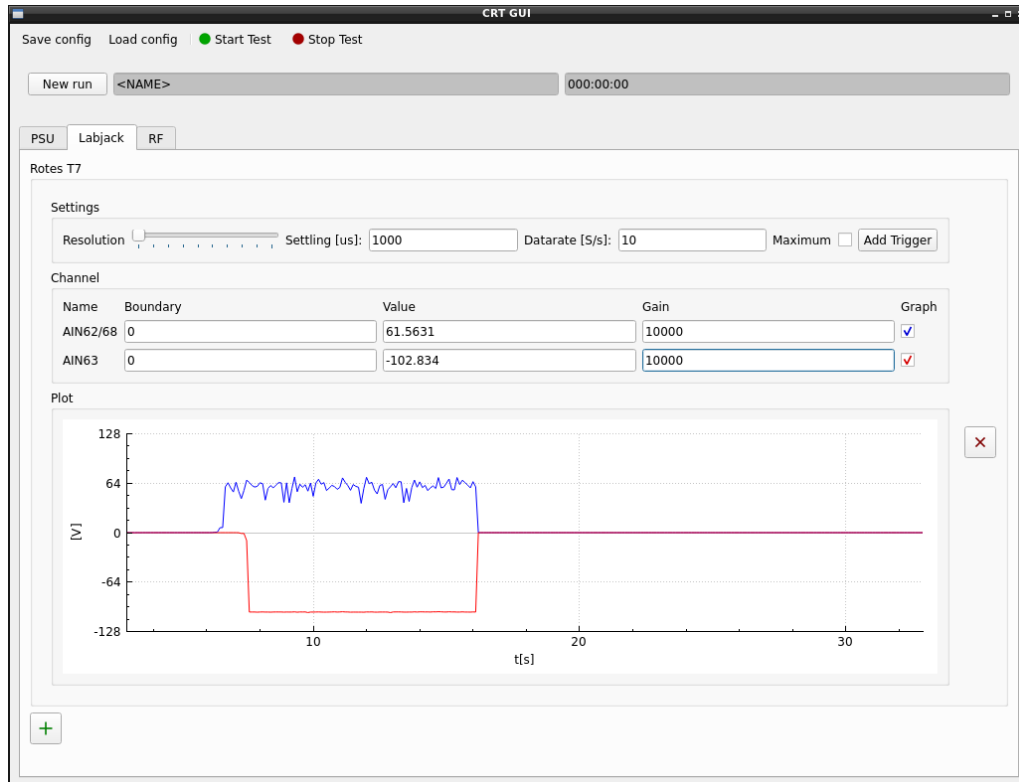 CRT GUI
Save config Load config Start Test Stop Test
New run <NAME> 000:00:00
PSU Labjack RF
Rotes T7
Settings
Resolution Settling [us]: 1000 Datarate [S/s]: 10 Maximum Add Trigger
Channel
Name Boundary Value Gain Graph
AIN62/68 0 61.5631 10000
AIN63 0 -102.834 10000
Plot
128
64
0
-64
-128
[V]
10 20 30
t[s]